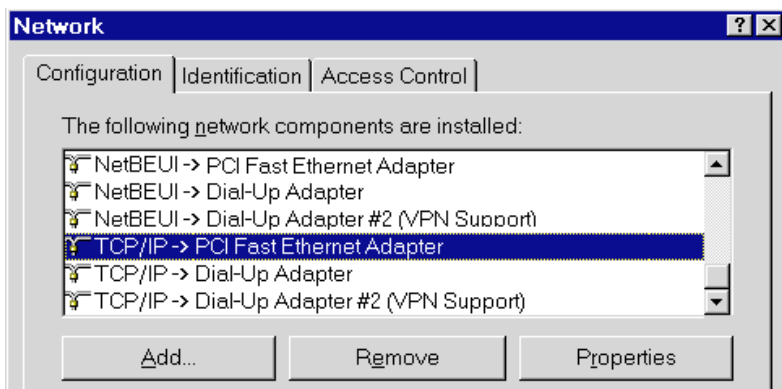 Network
Configuration Identification Access Control
The following network components are installed:
NetBEUI -> PCI Fast Ethernet Adapter
NetBEUI -> Dial-Up Adapter
NetBEUI -> Dial-Up Adapter #2 (VPN Support)
TCP/IP -> PCI Fast Ethernet Adapter
TCP/IP -> Dial-Up Adapter
TCP/IP -> Dial-Up Adapter #2 (VPN Support)
Add... Remove Properties